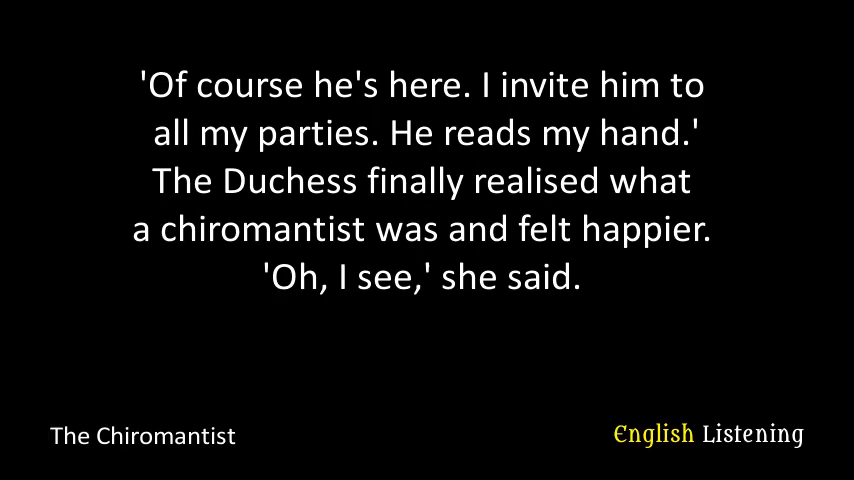 'Of course he's here. I invite him to
all my parties. He reads my hand.'
The Duchess finally realised what
a chiromantist was and felt happier.
'Oh, I see,' she said.
The Chiromantist
English Listening